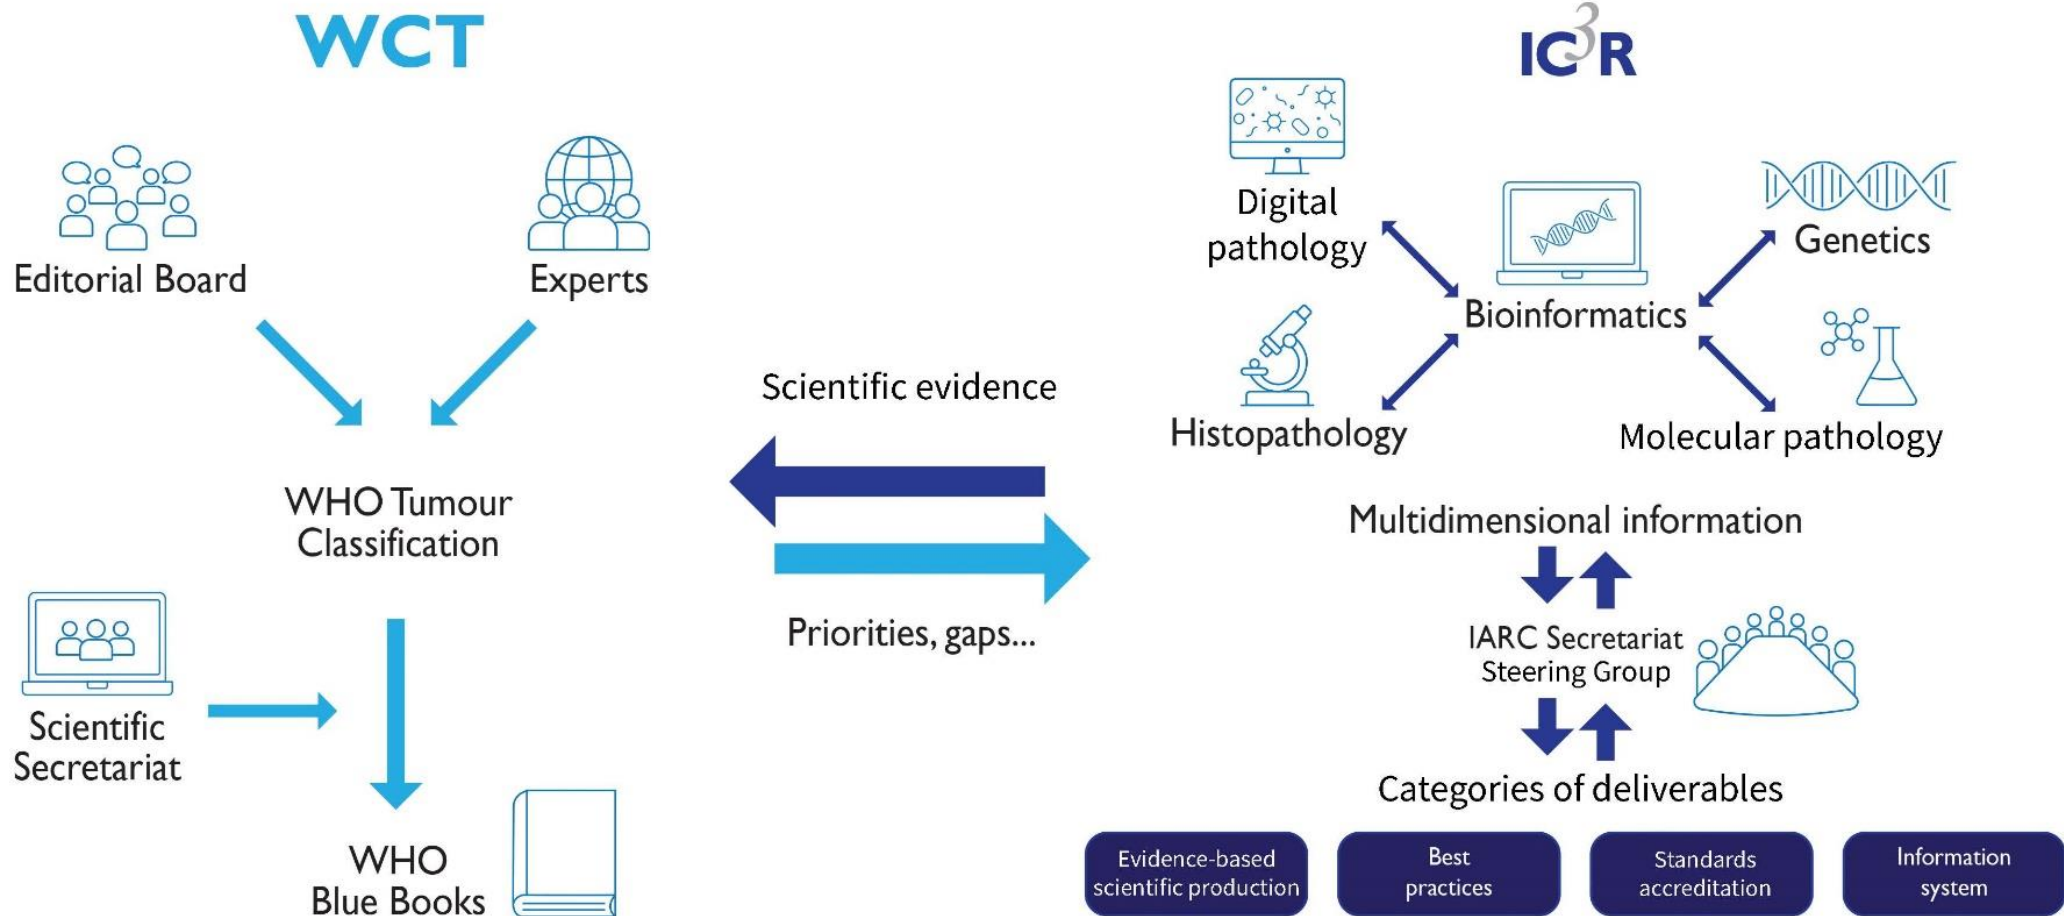 WCT
Editorial Board
Experts
WHO Tumour
Classification
Scientific
Secretariat
WHO
Blue Books
Scientific evidence
Priorities, gaps...
IC3R
Digital
pathology
Genetics
Bioinformatics
Histopathology
Molecular pathology
Multidimensional information
IARC Secretariat
Steering Group
Categories of deliverables
Evidence-based
scientific production
Best
practices
Standards
accreditation
Information
system